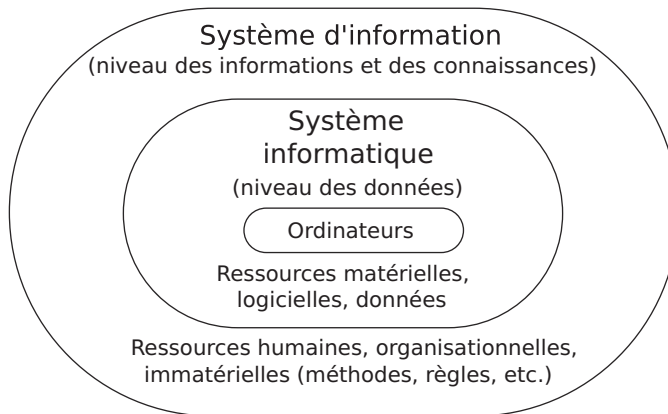 Système d'information
(niveau des informations et des connaissances)
Système
informatique
(niveau des données)
Ordinateurs
Ressources matérielles,
logicielles, données
Ressources humaines, organisationnelles,
immatérielles (méthodes, règles, etc.)